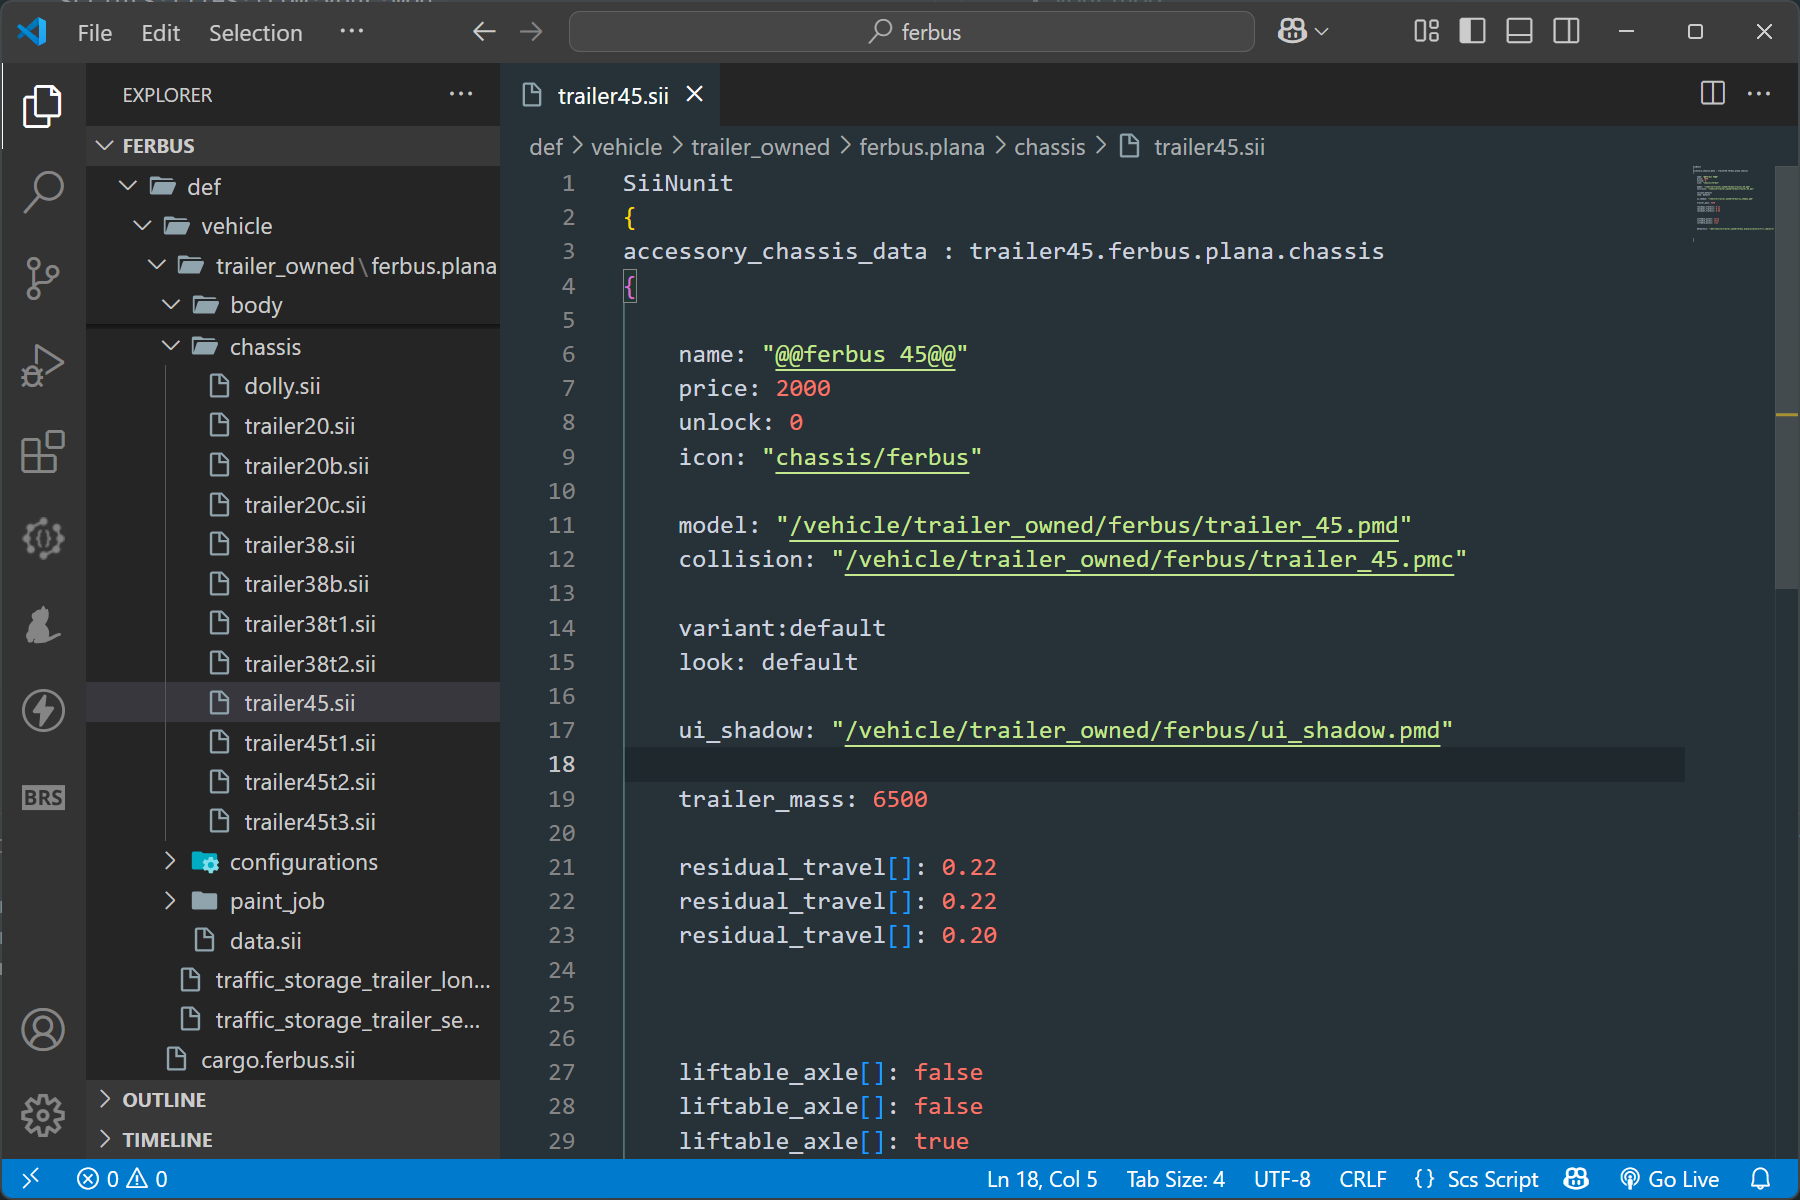 File Edit Selection ··· ferbus
EXPLORER ···
FERBUS
def
vehicle
trailer_owned\ferbus.plana
body
chassis
dolly.sii
trailer20.sii
trailer20b.sii
trailer20c.sii
trailer38.sii
trailer38b.sii
trailer38t1.sii
trailer38t2.sii
trailer45.sii
trailer45t1.sii
trailer45t2.sii
trailer45t3.sii
configurations
paint_job
data.sii
traffic_storage_trailer_lon...
traffic_storage_trailer_se...
cargo.ferbus.sii
OUTLINE
TIMELINE
BRS
trailer45.sii
def > vehicle > trailer_owned > ferbus.plana > chassis > trailer45.sii
1 SiiNunit
2 {
3 accessory_chassis_data : trailer45.ferbus.plana.chassis
4 {
5
6 name: "@@ferbus_45@@"
7 price: 2000
8 unlock: 0
9 icon: "chassis/ferbus"
10
11 model: "/vehicle/trailer_owned/ferbus/trailer_45.pmd"
12 collision: "/vehicle/trailer_owned/ferbus/trailer_45.pmc"
13
14 variant:default
15 look: default
16
17 ui_shadow: "/vehicle/trailer_owned/ferbus/ui_shadow.pmd"
18
19 trailer_mass: 6500
20
21 residual_travel[]: 0.22
22 residual_travel[]: 0.22
23 residual_travel[]: 0.20
24
25
26
27 liftable_axle[]: false
28 liftable_axle[]: false
29 liftable_axle[]: true
0 0 Ln 18, Col 5 Tab Size: 4 UTF-8 CRLF {} Scs Script Go Live